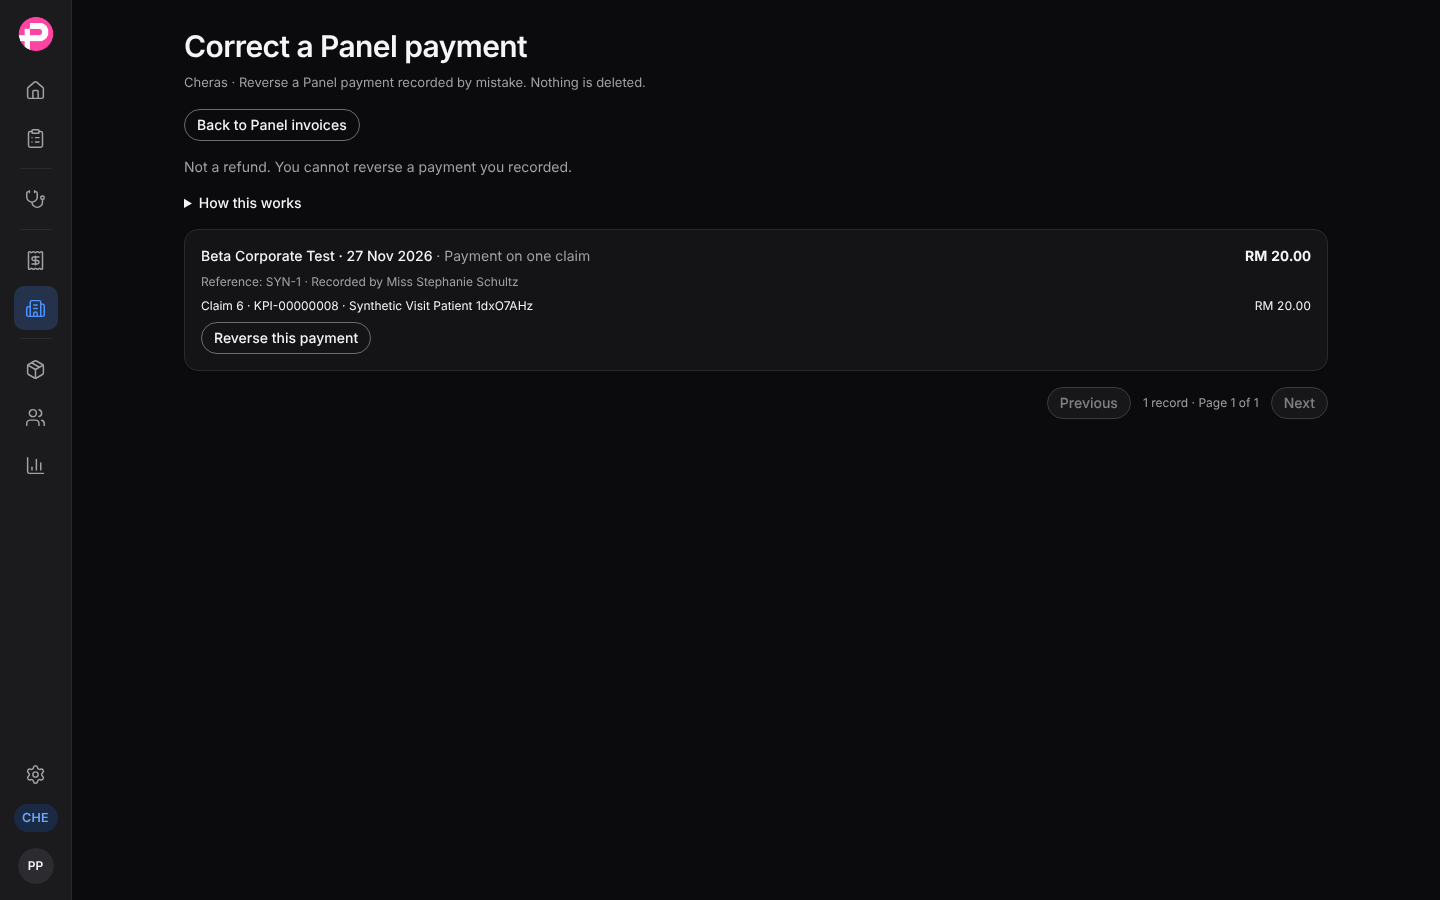 Correct a Panel payment
Cheras · Reverse a Panel payment recorded by mistake. Nothing is deleted.
Back to Panel invoices
Not a refund. You cannot reverse a payment you recorded.
How this works
Beta Corporate Test · 27 Nov 2026 · Payment on one claim RM 20.00
Reference: SYN-1 · Recorded by Miss Stephanie Schultz
Claim 6 · KPI-00000008 · Synthetic Visit Patient 1dxO7AHz RM 20.00
Reverse this payment
Previous 1 record · Page 1 of 1 Next
CHE
PP